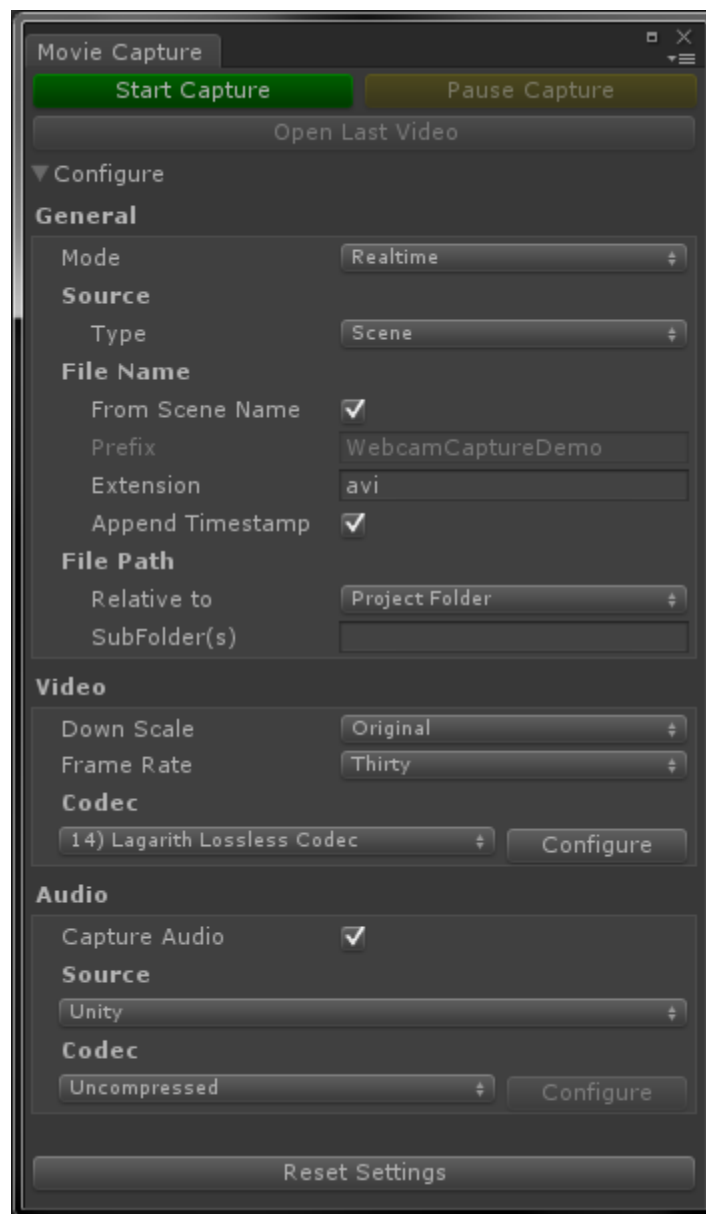 Movie Capture
Start Capture Pause Capture
Open Last Video
Configure
General
Mode Realtime
Source
Type Scene
File Name
From Scene Name
Prefix WebcamCaptureDemo
Extension avi
Append Timestamp
File Path
Relative to Project Folder
SubFolder(s)
Video
Down Scale Original
Frame Rate Thirty
Codec
14) Lagarith Lossless Codec Configure
Audio
Capture Audio
Source
Unity
Codec
Uncompressed Configure
Reset Settings